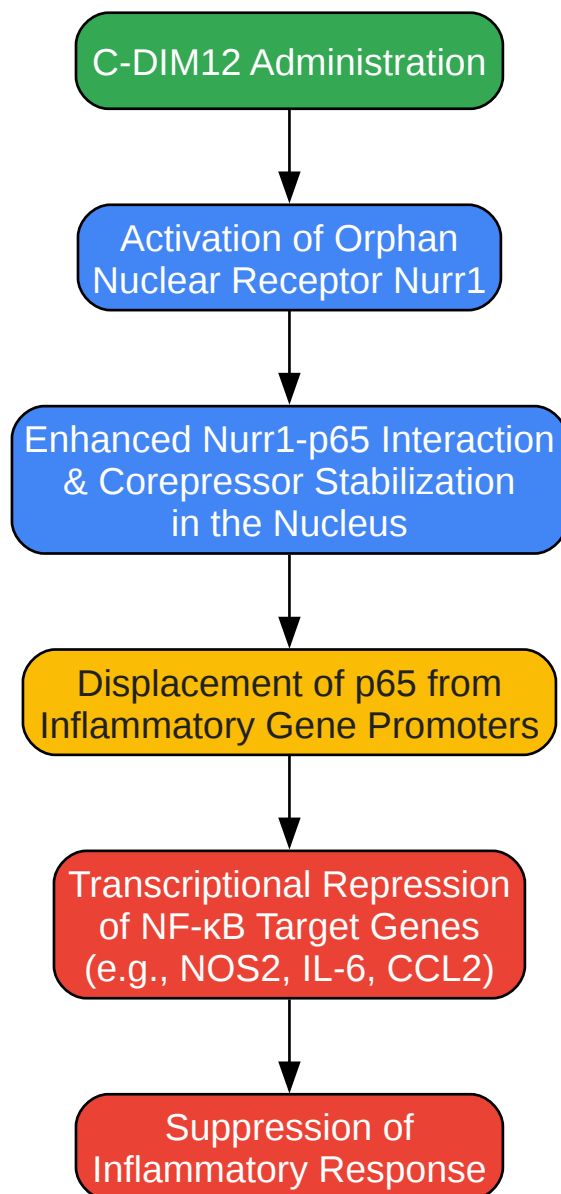 C-DIM12 Administration
Activation of Orphan
Nuclear Receptor Nurr1
Enhanced Nurr1-p65 Interaction
& Corepressor Stabilization
in the Nucleus
Displacement of p65 from
Inflammatory Gene Promoters
Transcriptional Repression
of NF-κB Target Genes
(e.g., NOS2, IL-6, CCL2)
Suppression of
Inflammatory Response